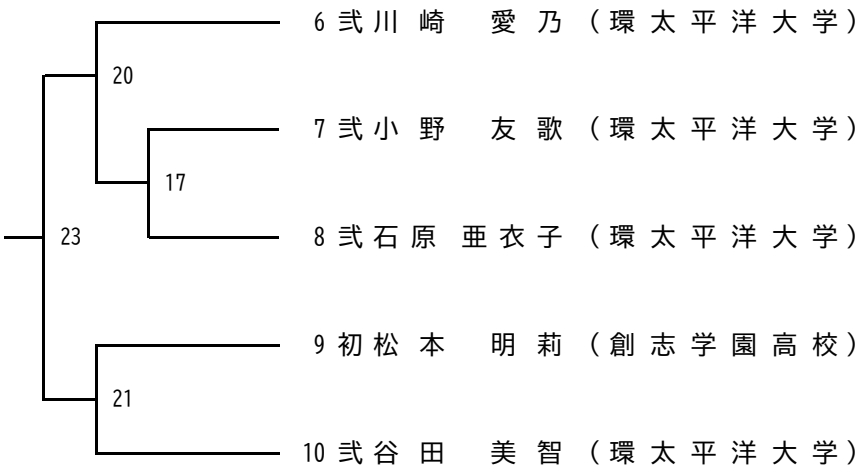 6 弐 川崎 愛乃 (環太平洋大学)
20
7 弐 小野 友歌 (環太平洋大学)
17
8 弐 石原 亜衣子 (環太平洋大学)
23
9 初 松本 明莉 (創志学園高校)
21
10 弐 谷田 美智 (環太平洋大学)